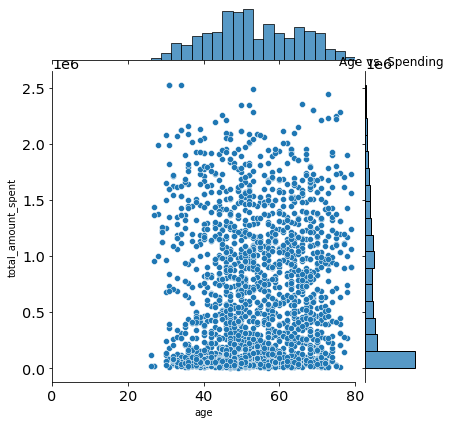 1e6
Age vs. Spending
1e6
2.5
2.0
1.5
1.0
0.5
0.0
total_amount_spent
0 20 40 60 80
age